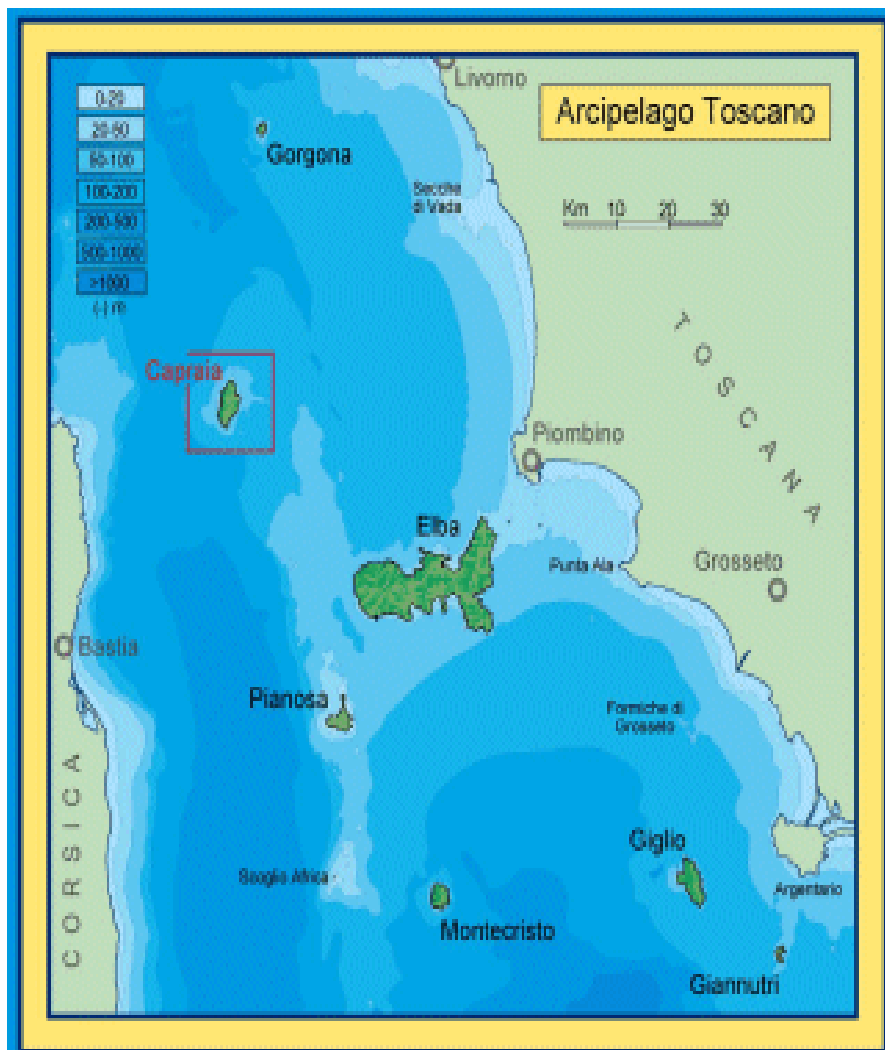 Livorno
Arcipelago Toscano
0-20
20-50
50-100
100-200
200-500
500-1000
>1000
(-) m
Gorgona
Secche
di Vada
Km 10 20 30
TOSCANA
Capraia
Piombino
Elba
Punta Ala
Grosseto
Bastia
Pianosa
Formiche di
Grosseto
CORSICA
Giglio
Scoglio Africa
Argentario
Montecristo
Giannutri